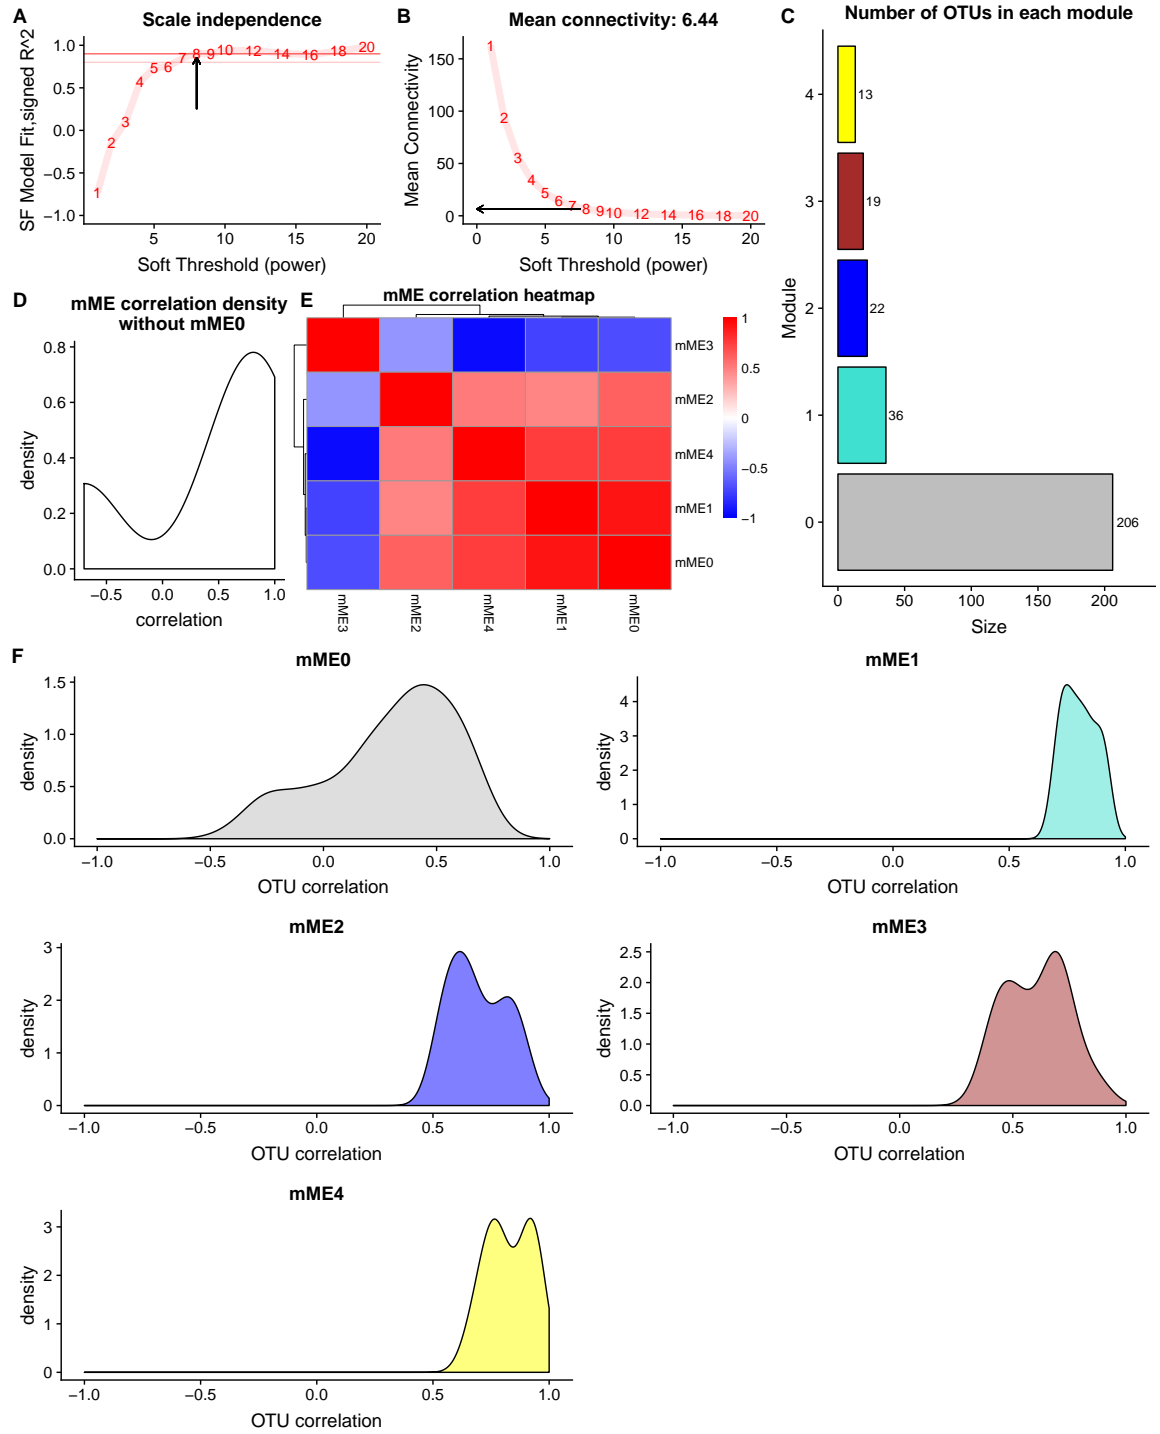 A
Scale independence
SF Model Fit,signed R^2
1.0
0.5
0.0
−0.5
−1.0
1
2
3
4
5
6
7
8
9
10
12
14
16
18
20
5
10
15
20
Soft Threshold (power)
B
Mean connectivity: 6.44
Mean Connectivity
150
100
50
0
1
2
3
4
5
6
7
8
9
10
12
14
16
18
20
0
5
10
15
20
Soft Threshold (power)
C
Number of OTUs in each module
Module
4
3
2
1
0
13
19
22
36
206
0
50
100
150
200
Size
D
mME correlation density
without mME0
density
0.8
0.6
0.4
0.2
0.0
−0.5
0.0
0.5
1.0
correlation
E
mME correlation heatmap
mME3
mME2
mME4
mME1
mME0
mME3
mME2
mME4
mME1
mME0
1
0.5
0
−0.5
−1
F
mME0
density
1.5
1.0
0.5
0.0
−1.0
−0.5
0.0
0.5
1.0
OTU correlation
mME1
density
4
3
2
1
0
−1.0
−0.5
0.0
0.5
1.0
OTU correlation
mME2
density
3
2
1
0
−1.0
−0.5
0.0
0.5
1.0
OTU correlation
mME3
density
2.5
2.0
1.5
1.0
0.5
0.0
−1.0
−0.5
0.0
0.5
1.0
OTU correlation
mME4
density
3
2
1
0
−1.0
−0.5
0.0
0.5
1.0
OTU correlation